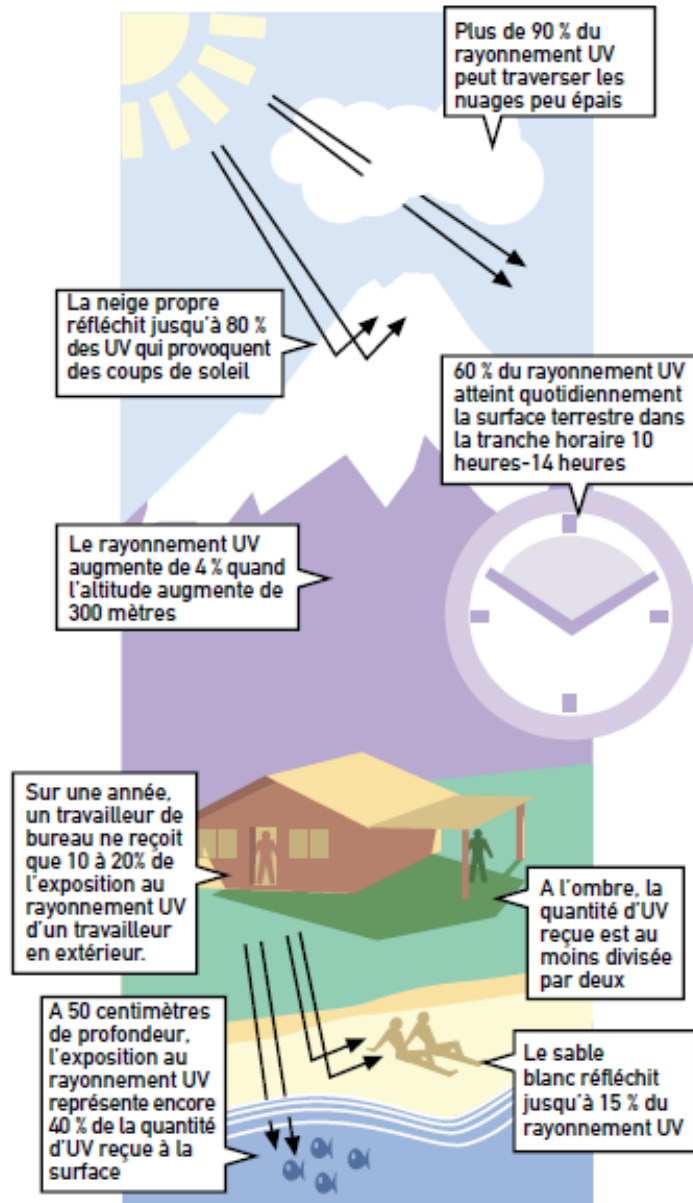 Plus de 90 % du
rayonnement UV
peut traverser les
nuages peu épais
La neige propre
réfléchit jusqu'à 80 %
des UV qui provoquent
des coups de soleil
60 % du rayonnement UV
atteint quotidiennement
la surface terrestre dans
la tranche horaire 10
heures-14 heures
Le rayonnement UV
augmente de 4 % quand
l'altitude augmente de
300 mètres
Sur une année,
un travailleur de
bureau ne reçoit
que 10 à 20% de
l'exposition au
rayonnement UV
d'un travailleur
en extérieur.
A l'ombre, la
quantité d'UV
reçue est au
moins divisée
par deux
A 50 centimètres
de profondeur,
l'exposition au
rayonnement UV
représente encore
40 % de la quantité
d'UV reçue à la
surface
Le sable
blanc réfléchit
jusqu'à 15 % du
rayonnement UV